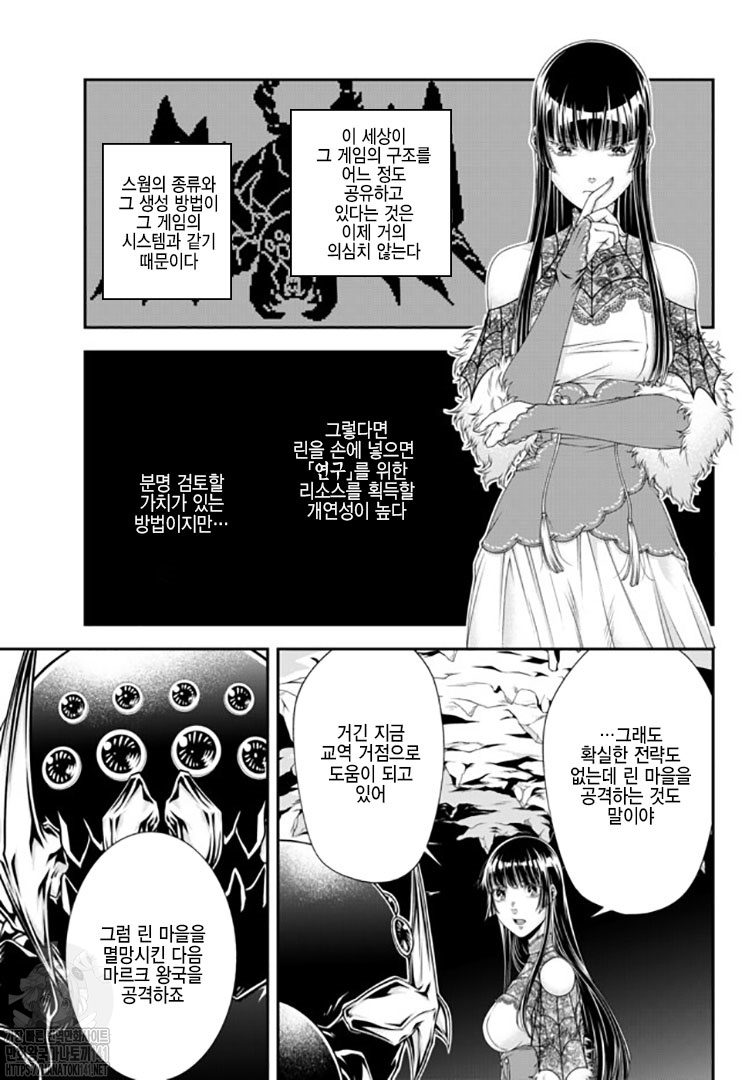 이 세상이
그 게임의 구조를
어느 정도
공유하고
있다는 것은
이제 거의
의심치 않는다
스웜의 종류와
그 생성 방법이
그 게임의
시스템과 같기
때문이다
그렇다면
린을 손에 넣으면
「연구」를 위한
리소스를 획득할
개연성이 높다
분명 검토할
가치가 있는
방법이지만…
…그래도
확실한 전략도
없는데 린 마을을
공격하는 것도
말이야
거긴 지금
교역 거점으로
도움이 되고
있어
그럼 린 마을을
멸망시킨 다음
마르크 왕국을
공격하죠